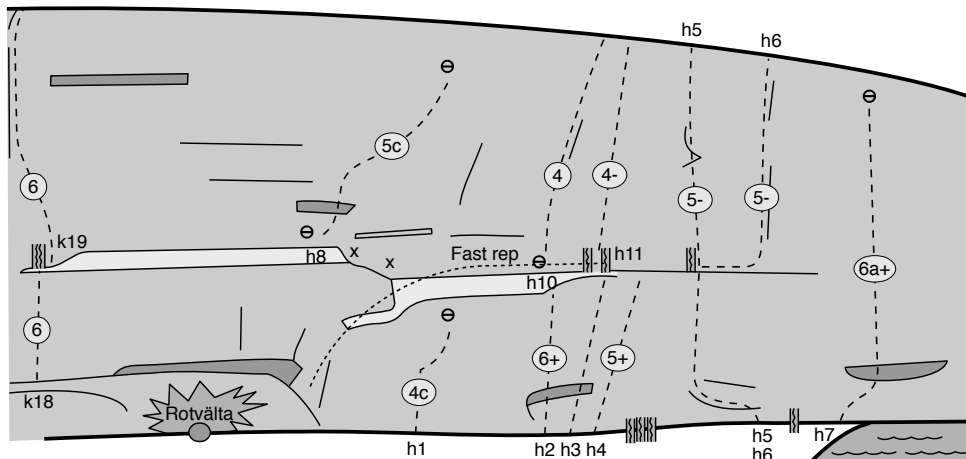 h5
h6
5c
6
4
4-
5-
5-
k19
h8
x
x
Fast rep
h11
h10
6a+
6
6+
5+
4c
k18
Rotvälta
h1
h2
h3
h4
h5
h6
h7